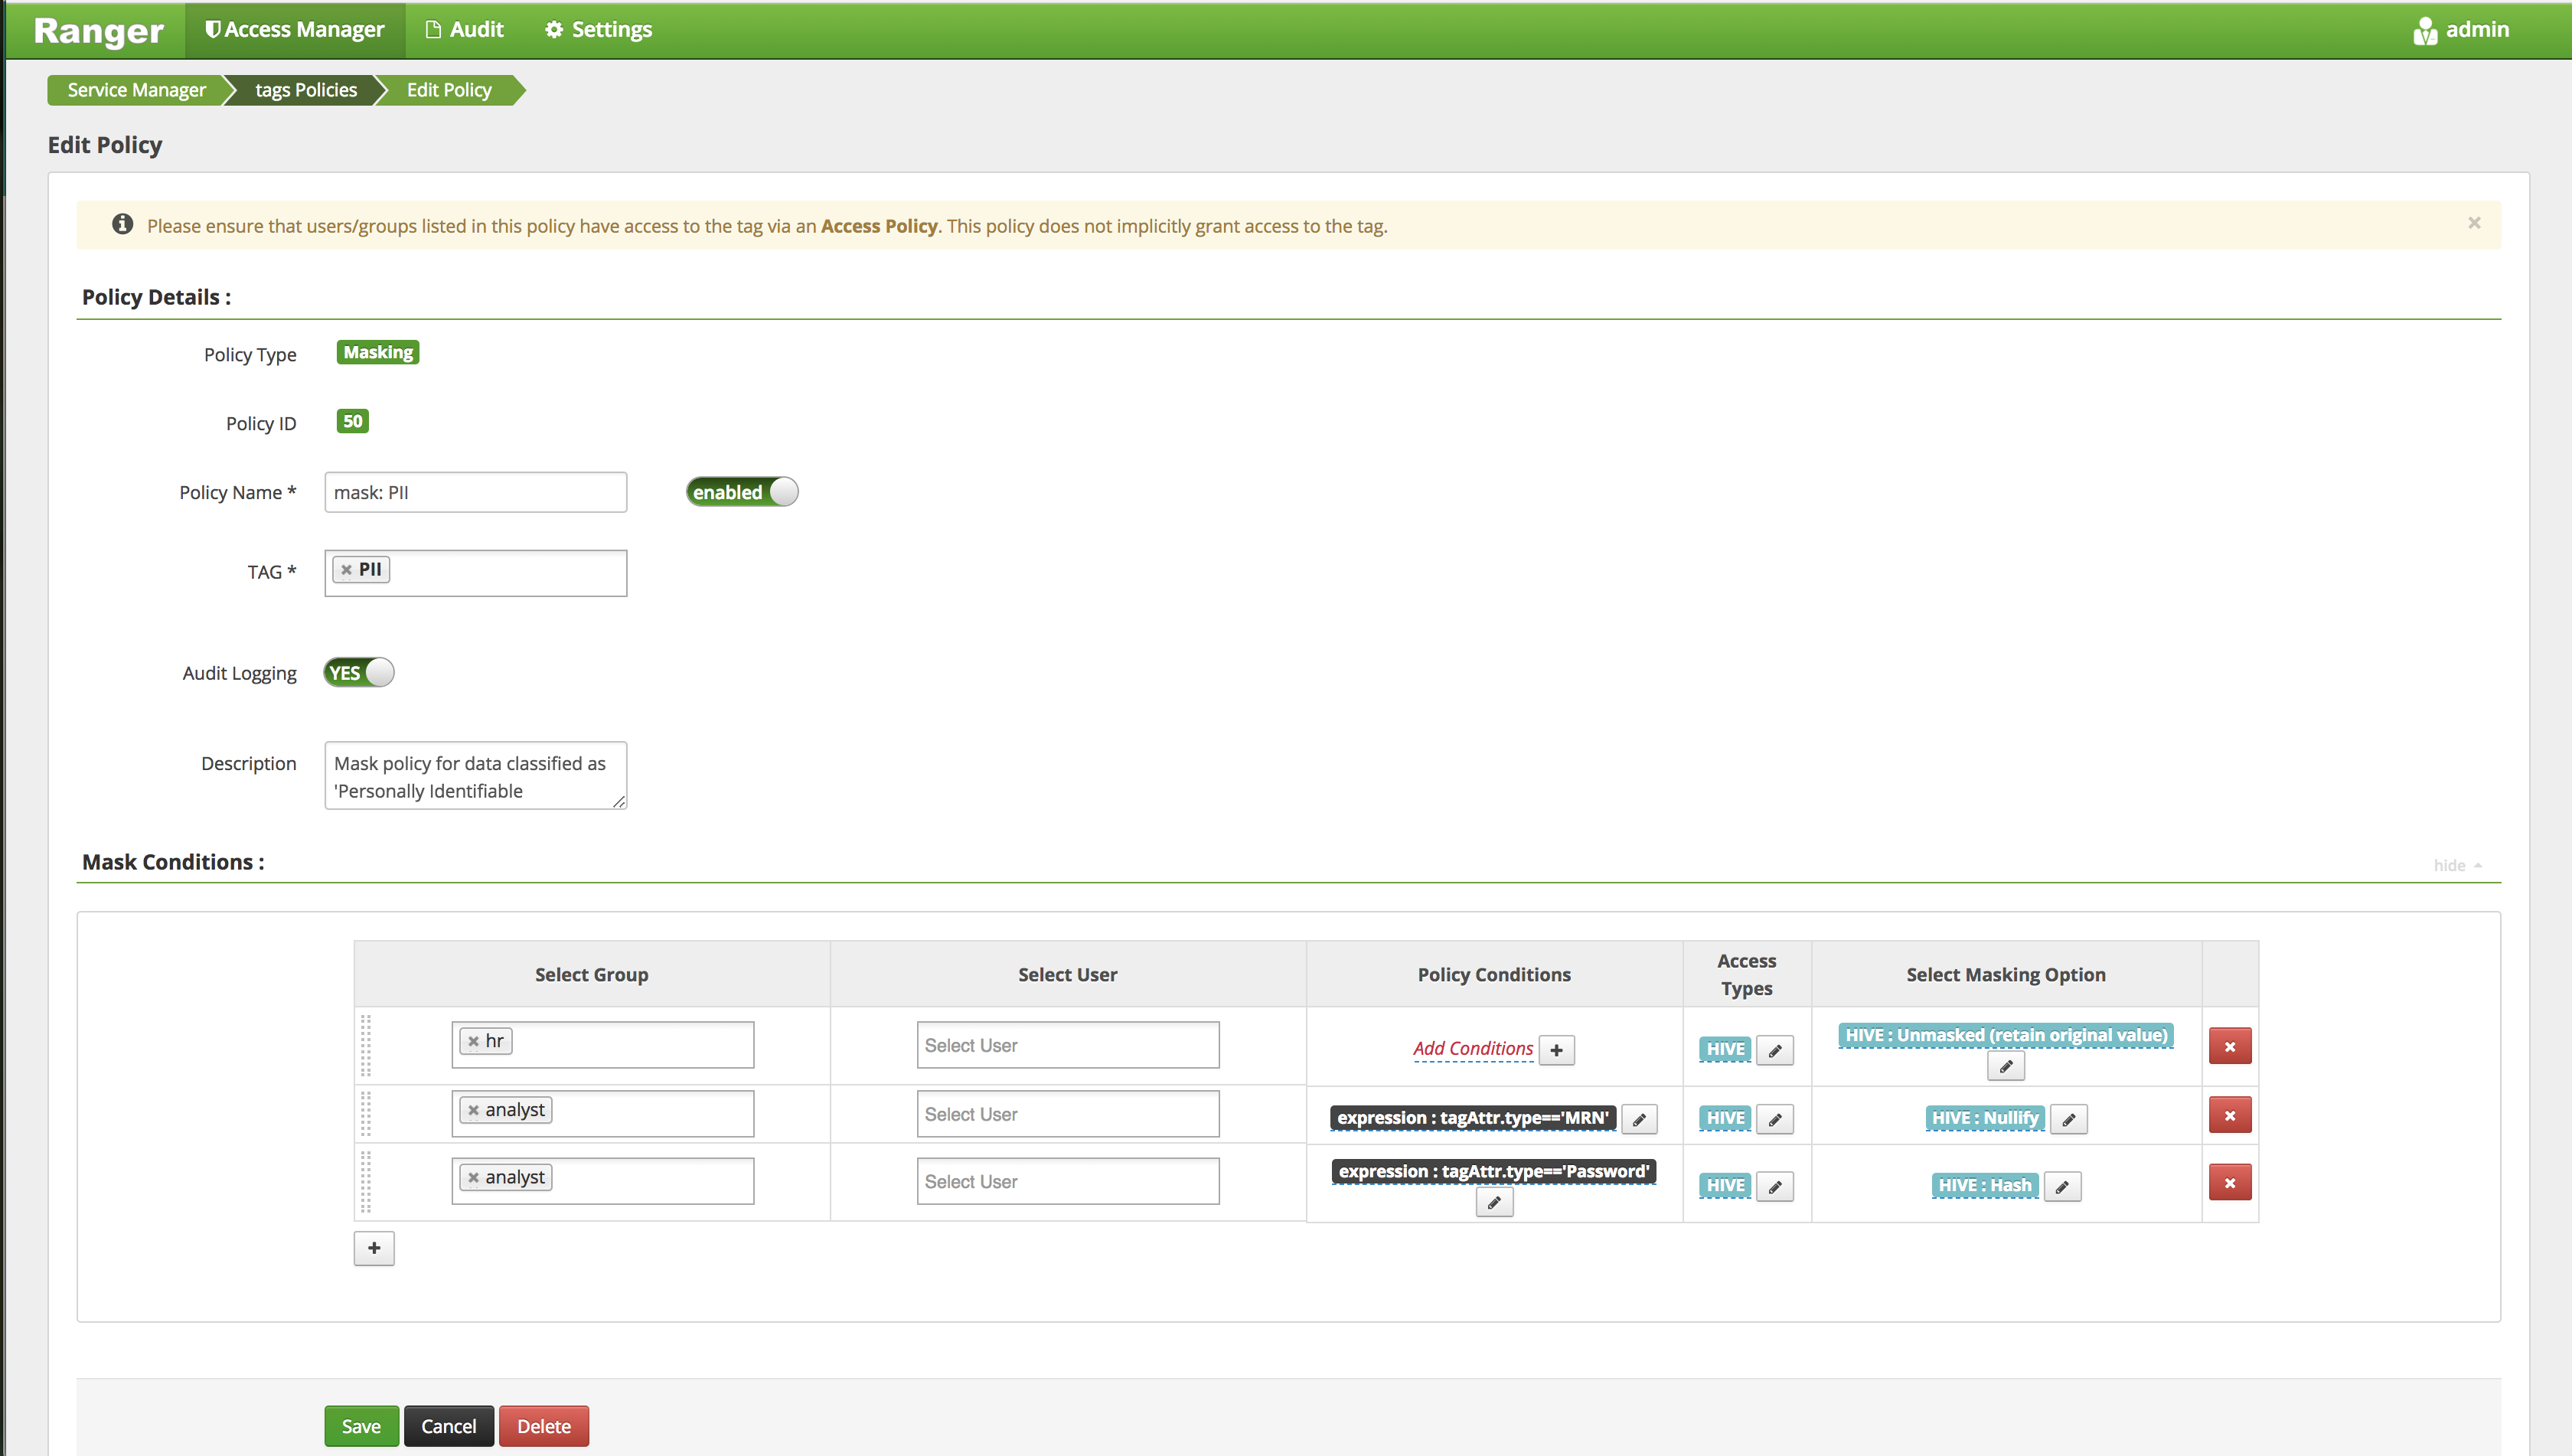 Ranger
Access Manager
Audit
Settings
admin
Service Manager
tags Policies
Edit Policy
Edit Policy
Please ensure that users/groups listed in this policy have access to the tag via an Access Policy. This policy does not implicitly grant access to the tag.
Policy Details :
Policy Type
Masking
Policy ID
50
Policy Name *
mask: PII
enabled
TAG *
PII
Audit Logging
YES
Description
Mask policy for data classified as
'Personally Identifiable
Mask Conditions :
hide
Select Group
Select User
Policy Conditions
Access
Types
Select Masking Option
hr
Select User
Add Conditions
HIVE
HIVE : Unmasked (retain original value)
analyst
Select User
expression : tagAttr.type=='MRN'
HIVE
HIVE : Nullify
analyst
Select User
expression : tagAttr.type=='Password'
HIVE
HIVE : Hash
Save
Cancel
Delete